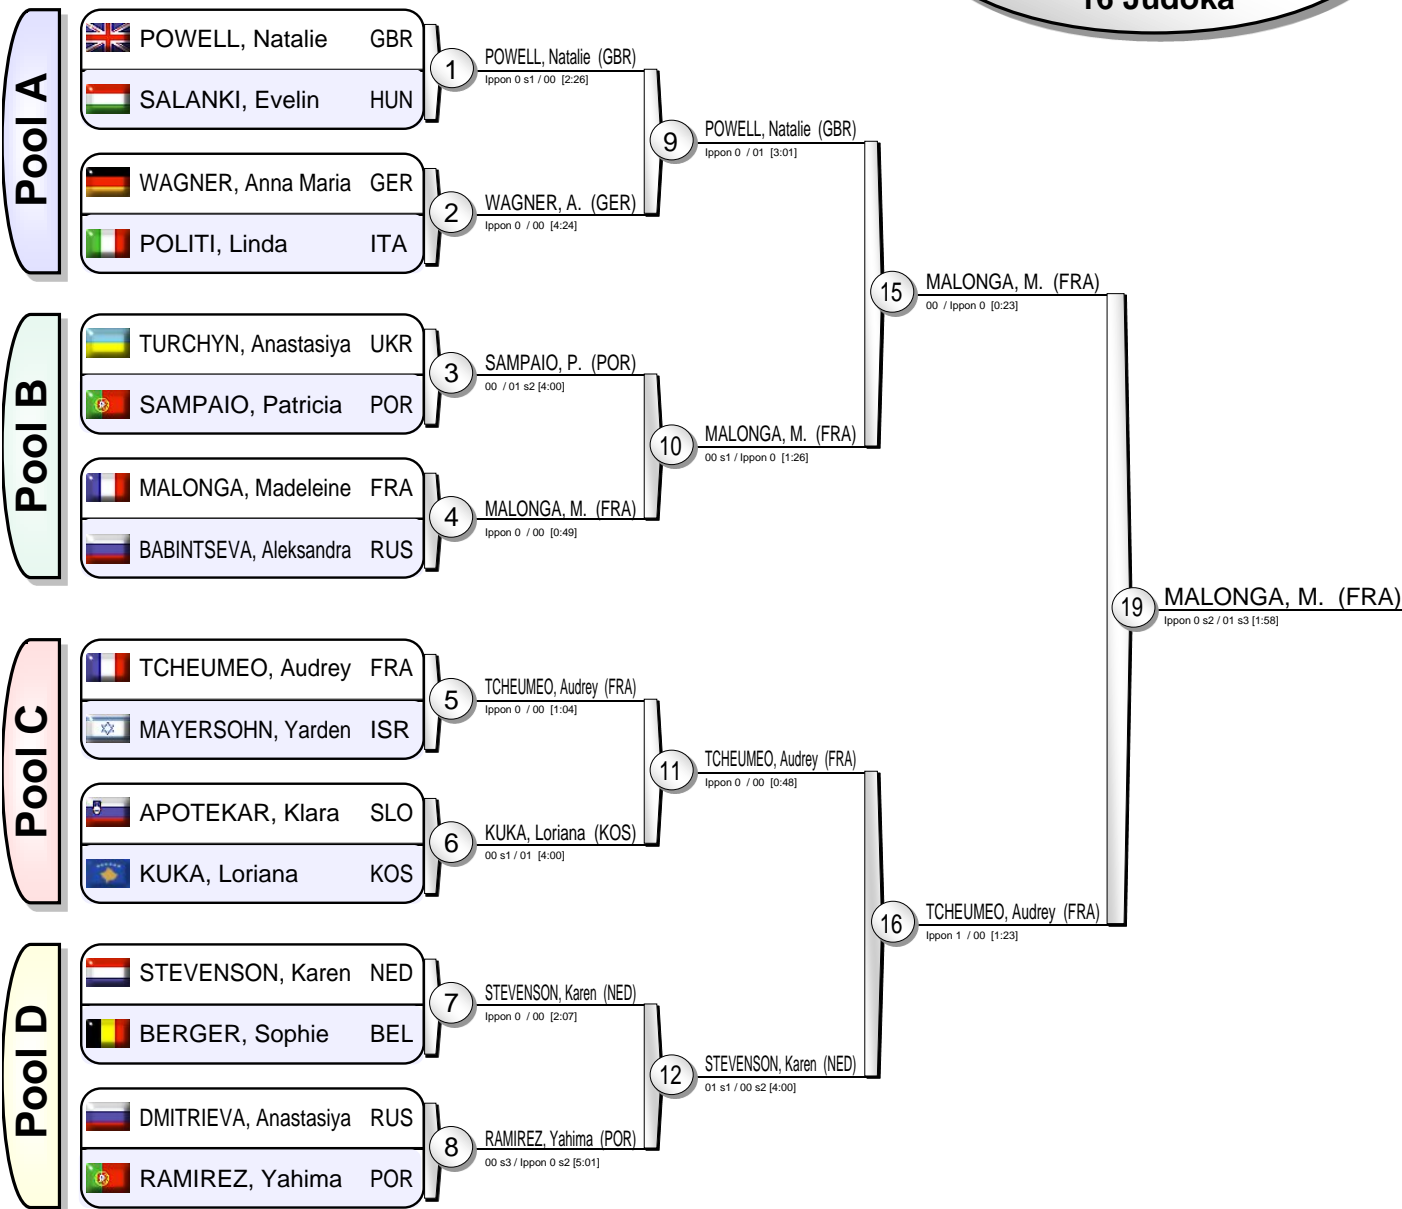 16 Judoka
Pool A
POWELL, Natalie GBR
SALANKI, Evelin HUN
WAGNER, Anna Maria GER
POLITI, Linda ITA
1
POWELL, Natalie (GBR)
Ippon 0 s1 / 00 [2:26]
2
WAGNER, A. (GER)
Ippon 0 / 00 [4:24]
9
POWELL, Natalie (GBR)
Ippon 0 / 01 [3:01]
Pool B
TURCHYN, Anastasiya UKR
SAMPAIO, Patricia POR
MALONGA, Madeleine FRA
BABINTSEVA, Aleksandra RUS
3
SAMPAIO, P. (POR)
00 / 01 s2 [4:00]
4
MALONGA, M. (FRA)
Ippon 0 / 00 [0:49]
10
MALONGA, M. (FRA)
00 s1 / Ippon 0 [1:26]
15
MALONGA, M. (FRA)
00 / Ippon 0 [0:23]
Pool C
TCHEUMEO, Audrey FRA
MAYERSOHN, Yarden ISR
APOTEKAR, Klara SLO
KUKA, Loriana KOS
5
TCHEUMEO, Audrey (FRA)
Ippon 0 / 00 [1:04]
6
KUKA, Loriana (KOS)
00 s1 / 01 [4:00]
11
TCHEUMEO, Audrey (FRA)
Ippon 0 / 00 [0:48]
Pool D
STEVENSON, Karen NED
BERGER, Sophie BEL
DMITRIEVA, Anastasiya RUS
RAMIREZ, Yahima POR
7
STEVENSON, Karen (NED)
Ippon 0 / 00 [2:07]
8
RAMIREZ, Yahima (POR)
00 s3 / Ippon 0 s2 [5:01]
12
STEVENSON, Karen (NED)
01 s1 / 00 s2 [4:00]
16
TCHEUMEO, Audrey (FRA)
Ippon 1 / 00 [1:23]
19
MALONGA, M. (FRA)
Ippon 0 s2 / 01 s3 [1:58]